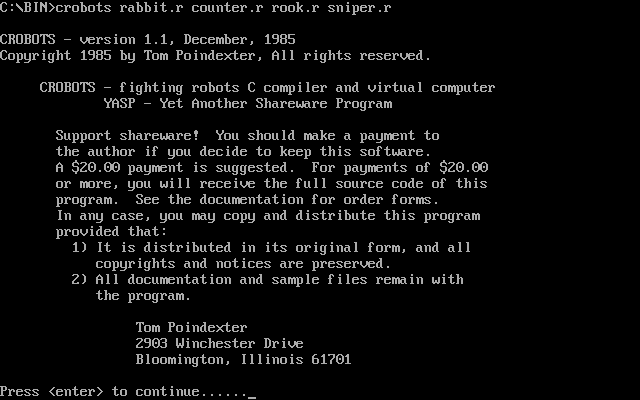 C:\BIN>crobots rabbit.r counter.r rook.r sniper.r
CROBOTS - version 1.1, December, 1985
Copyright 1985 by Tom Poindexter, All rights reserved.
CROBOTS - fighting robots C compiler and virtual computer
YASP - Yet Another Shareware Program
Support shareware!  You should make a payment to
the author if you decide to keep this software.
A $20.00 payment is suggested.  For payments of $20.00
or more, you will receive the full source code of this
program.  See the documentation for order forms.
In any case, you may copy and distribute this program
provided that:
1) It is distributed in its original form, and all
copyrights and notices are preserved.
2) All documentation and sample files remain with
the program.
Tom Poindexter
2903 Winchester Drive
Bloomington, Illinois 61701
Press <enter> to continue......_